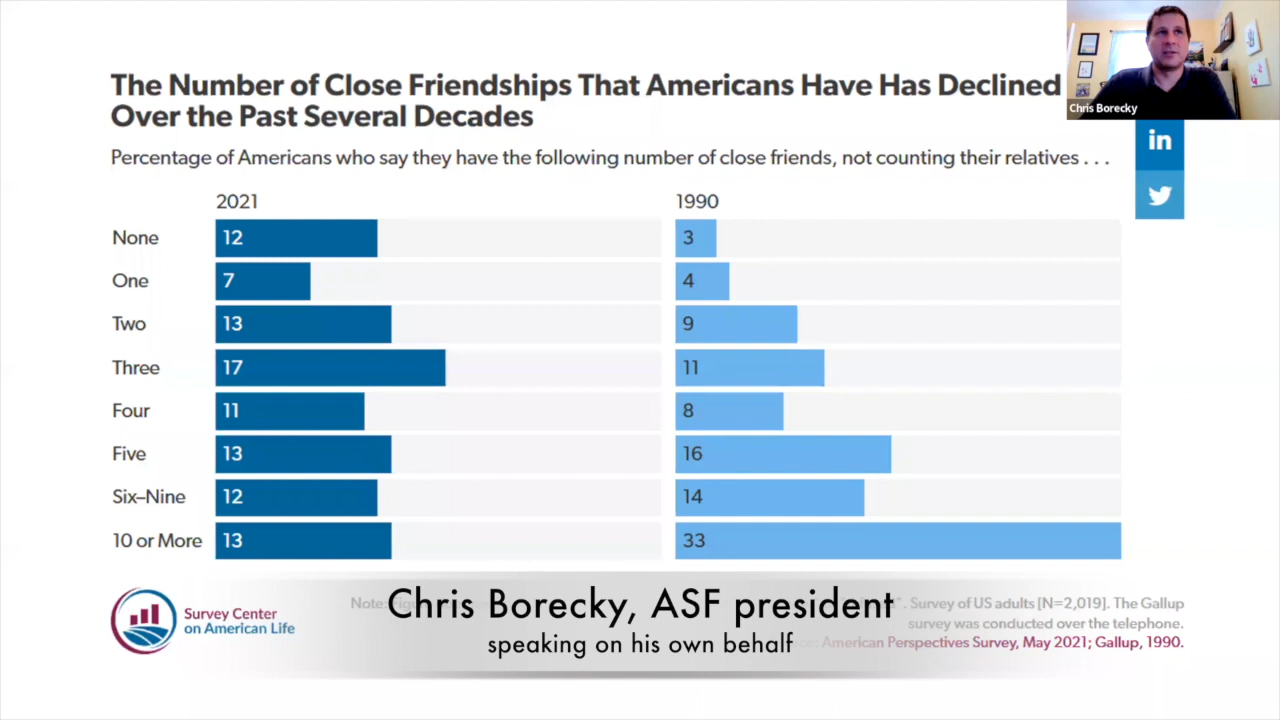 The Number of Close Friendships That Americans Have Has Declined
Over the Past Several Decades
Chris Borecky
Percentage of Americans who say they have the following number of close friends, not counting their relatives . . .
in
2021 1990
None 12 3
One 7 4
Two 13 9
Three 17 11
Four 11 8
Five 13 16
Six–Nine 12 14
10 or More 13 33
Survey Center
on American Life
Chris Borecky, ASF president
speaking on his own behalf
Note:
. Survey of US adults [N=2,019]. The Gallup
survey was conducted over the telephone.
American Perspectives Survey, May 2021; Gallup, 1990.